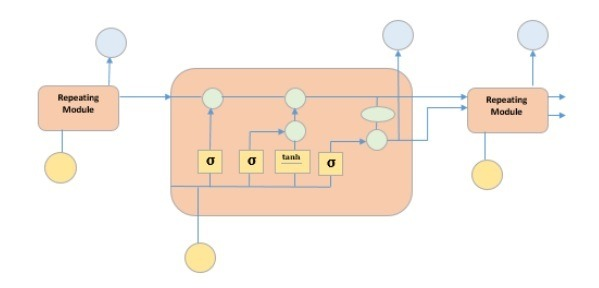 Repeating
Module
σ
σ
tanh
σ
Repeating
Module